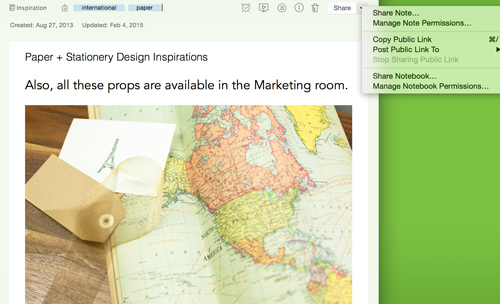 Inspiration
international
paper
Share
Created: Aug 27, 2013 Updated: Feb 4, 2015
Paper + Stationery Design Inspirations
Also, all these props are available in the Marketing room.
Share Note...
Manage Note Permissions...
Copy Public Link ⌘/
Post Public Link To
Stop Sharing Public Link
Share Notebook...
Manage Notebook Permissions...